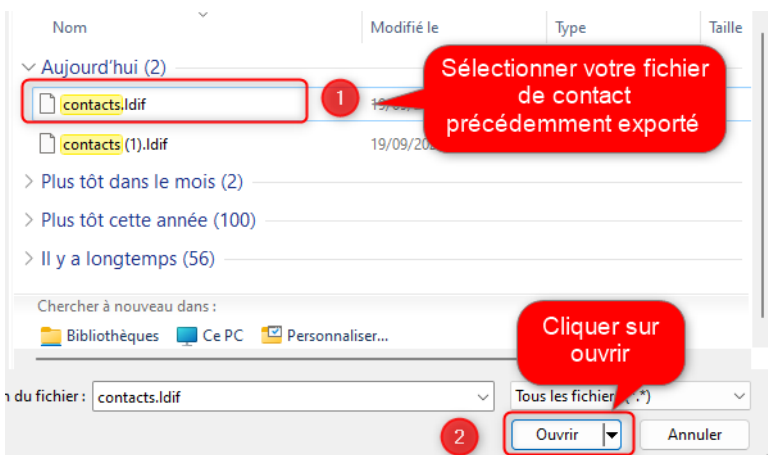 Nom Modifié le Type Taille
Aujourd'hui (2)
Sélectionner votre fichier
de contact
précédemment exporté
1
contacts.ldif
contacts (1).ldif 19/09/20
Plus tôt dans le mois (2)
Plus tôt cette année (100)
Il y a longtemps (56)
Chercher à nouveau dans :
Bibliothèques Ce PC Personnaliser...
Cliquer sur
ouvrir
du fichier : contacts.ldif Tous les fichier (*.*)
2 Ouvrir Annuler